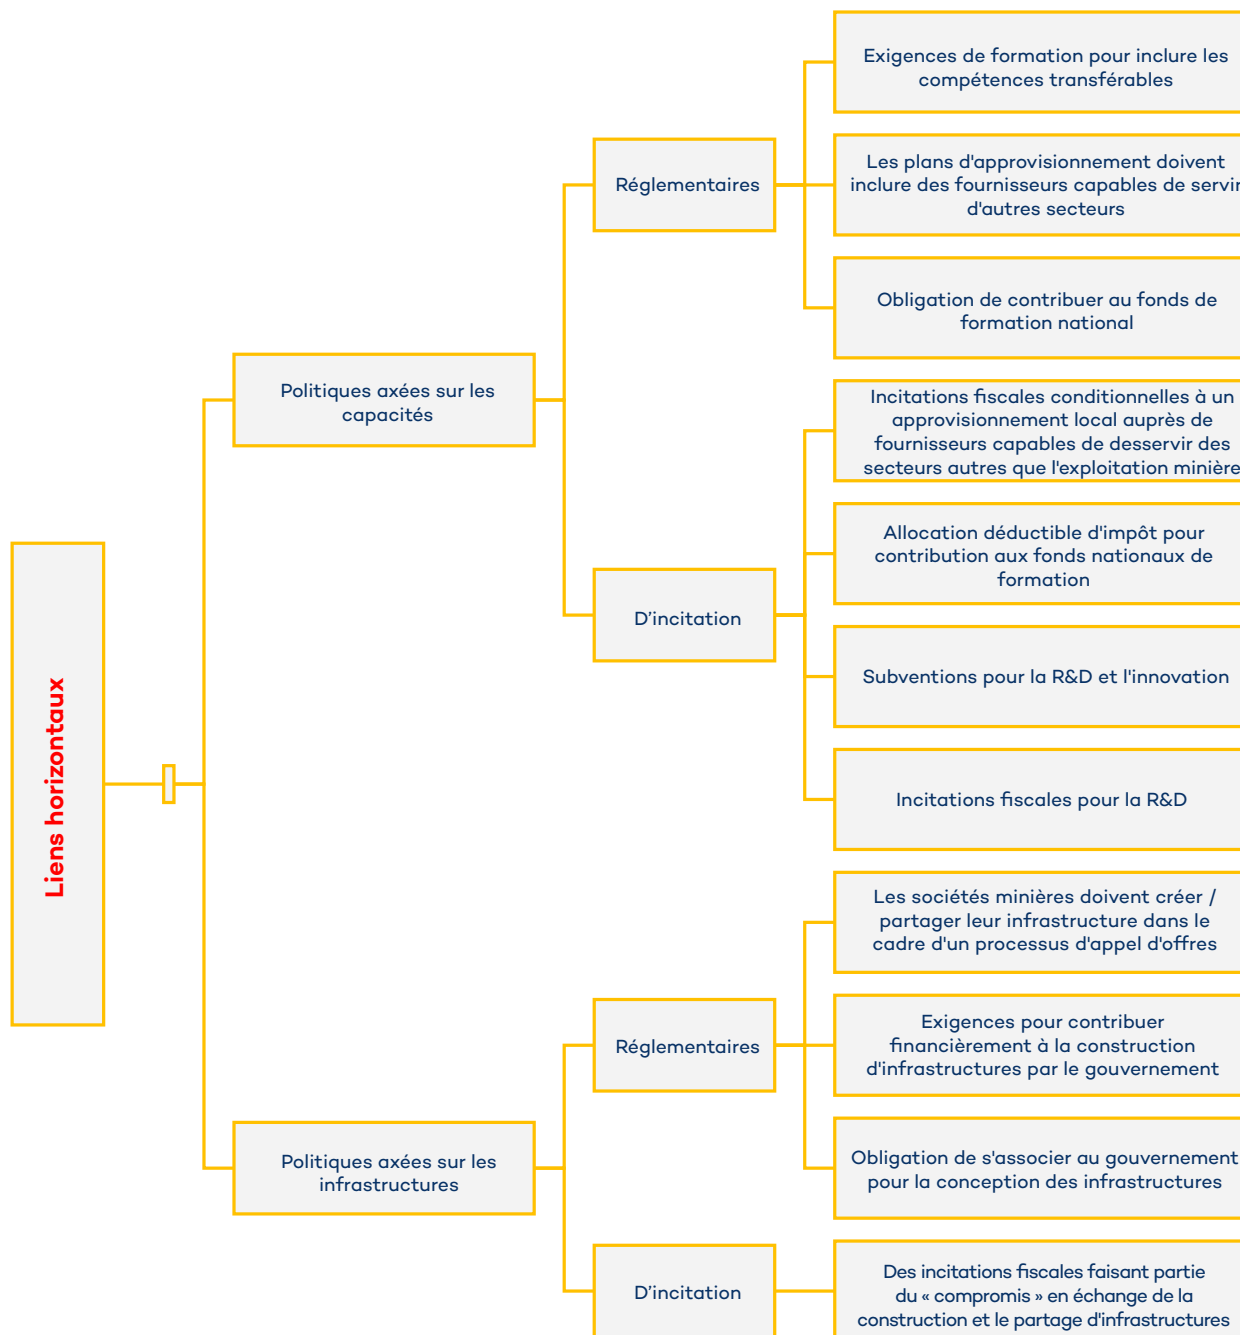 Liens horizontaux
Politiques axées sur les
capacités
Réglementaires
Exigences de formation pour inclure les
compétences transférables
Les plans d'approvisionnement doivent
inclure des fournisseurs capables de servir
d'autres secteurs
Obligation de contribuer au fonds de
formation national
D'incitation
Incitations fiscales conditionnelles à un
approvisionnement local auprès de
fournisseurs capables de desservir des
secteurs autres que l'exploitation minière
Allocation déductible d'impôt pour
contribution aux fonds nationaux de
formation
Subventions pour la R&D et l'innovation
Incitations fiscales pour la R&D
Politiques axées sur les
infrastructures
Réglementaires
Les sociétés minières doivent créer /
partager leur infrastructure dans le
cadre d'un processus d'appel d'offres
Exigences pour contribuer
financièrement à la construction
d'infrastructures par le gouvernement
Obligation de s'associer au gouvernement
pour la conception des infrastructures
D'incitation
Des incitations fiscales faisant partie
du « compromis » en échange de la
construction et le partage d'infrastructures